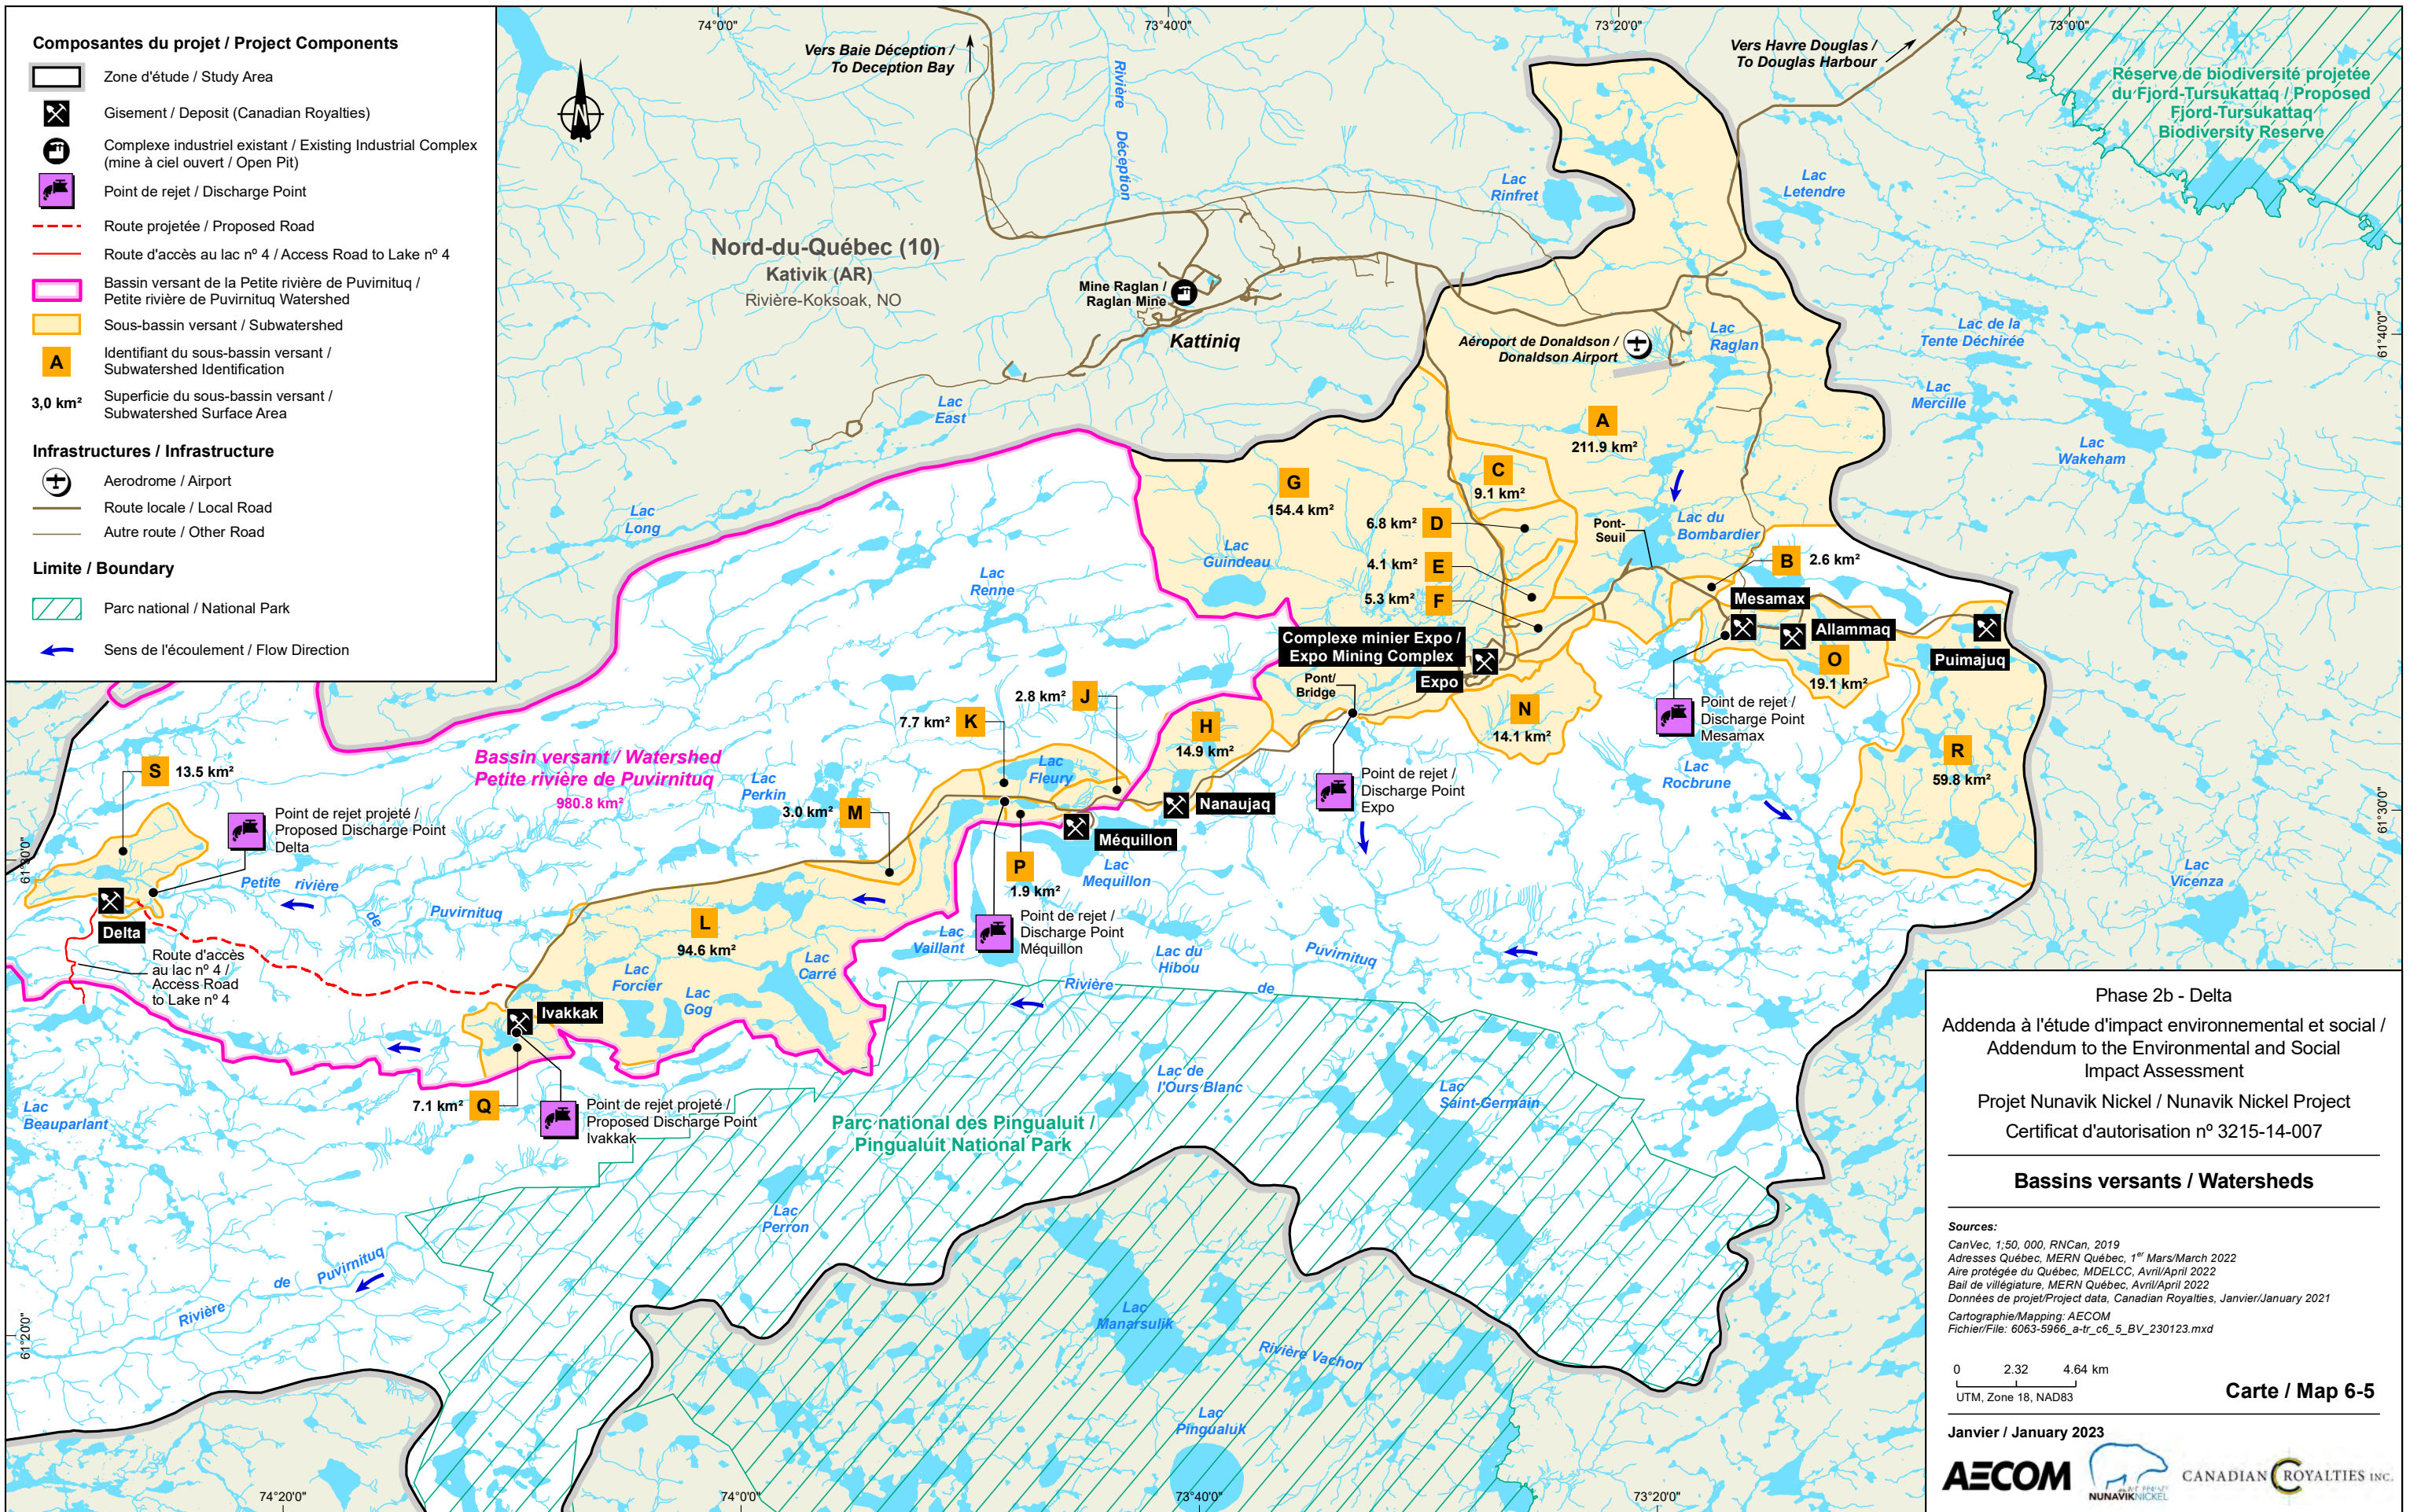 Composantes du projet / Project Components
Zone d'étude / Study Area
Gisement / Deposit (Canadian Royalties)
Complexe industriel existant / Existing Industrial Complex
(mine à ciel ouvert / Open Pit)
Point de rejet / Discharge Point
Route projetée / Proposed Road
Route d'accès au lac nº 4 / Access Road to Lake nº 4
Bassin versant de la Petite rivière de Puvirnituq /
Petite rivière de Puvirnituq Watershed
Sous-bassin versant / Subwatershed
A
Identifiant du sous-bassin versant /
Subwatershed Identification
3,0 km²
Superficie du sous-bassin versant /
Subwatershed Surface Area
Infrastructures / Infrastructure
Aerodrome / Airport
Route locale / Local Road
Autre route / Other Road
Limite / Boundary
Parc national / National Park
Sens de l'écoulement / Flow Direction
74°0'0"
73°40'0"
73°20'0"
73°0'0"
N
Vers Baie Déception /
To Deception Bay
Rivière Déception
Vers Havre Douglas /
To Douglas Harbour
Réserve de biodiversité projetée
du Fjord-Tursukattaq / Proposed
Fjord-Tursukattaq
Biodiversity Reserve
Lac
Rinfret
Lac
Letendre
Nord-du-Québec (10)
Kativik (AR)
Rivière-Koksoak, NO
Mine Raglan /
Raglan Mine
Kattiniq
Aéroport de Donaldson /
Donaldson Airport
Lac
Raglan
Lac de la
Tente Déchirée
61°40'0"
Lac
Mercille
Lac
Wakeham
Lac
East
Lac
Long
A
211.9 km²
C
9.1 km²
G
154.4 km²
6.8 km² D
4.1 km² E
5.3 km² F
Pont-
Seuil
Lac du
Bombardier
B 2.6 km²
Lac
Guindeau
Lac
Renne
Mesamax
Allammaq
Puimajuq
O
19.1 km²
Complexe minier Expo /
Expo Mining Complex
Expo
Pont/
Bridge
N
14.1 km²
Point de rejet /
Discharge Point
Mesamax
R
59.8 km²
Lac
Rocbrune
2.8 km² J
7.7 km² K
H
14.9 km²
Lac
Fleury
Bassin versant / Watershed
Petite rivière de Puvirnituq
980.8 km²
Lac
Perkin
3.0 km² M
Nanaujaq
Méquillon
Point de rejet /
Discharge Point
Expo
61°30'0"
S 13.5 km²
Point de rejet projeté /
Proposed Discharge Point
Delta
61°30'0"
P
1.9 km²
Lac
Mequillon
Lac
Vicenza
Petite rivière de Puvirnituq
Delta
L
94.6 km²
Lac
Vaillant
Point de rejet /
Discharge Point
Méquillon
Lac du
Hibou
Rivière de Puvirnituq
Route d'accès
au lac nº 4 /
Access Road
to Lake nº 4
Lac
Forcier
Lac
Gog
Lac
Carré
Ivakkak
7.1 km² Q
Point de rejet projeté /
Proposed Discharge Point
Ivakkak
Lac
Beauparlant
Lac de
l'Ours Blanc
Lac
Saint-Germain
Parc national des Pingualuit /
Pingualuit National Park
Lac
Perron
Rivière de Puvirnituq
Lac
Manarsulik
Rivière Vachon
Lac
Pingualuk
61°20'0"
74°20'0"
74°0'0"
73°40'0"
73°20'0"
Phase 2b - Delta
Addenda à l'étude d'impact environnemental et social /
Addendum to the Environmental and Social
Impact Assessment
Projet Nunavik Nickel / Nunavik Nickel Project
Certificat d'autorisation nº 3215-14-007
Bassins versants / Watersheds
Sources:
CanVec, 1:50, 000, RNCan, 2019
Adresses Québec, MERN Québec, 1er Mars/March 2022
Aire protégée du Québec, MDELCC, Avril/April 2022
Bail de villégiature, MERN Québec, Avril/April 2022
Données de projet/Project data, Canadian Royalties, Janvier/January 2021
Cartographie/Mapping: AECOM
Fichier/File: 6063-5966_a-tr_c6_5_BV_230123.mxd
0 2.32 4.64 km
UTM, Zone 18, NAD83
Carte / Map 6-5
Janvier / January 2023
AECOM
NUNAVIKNICKEL
CANADIAN ROYALTIES INC.